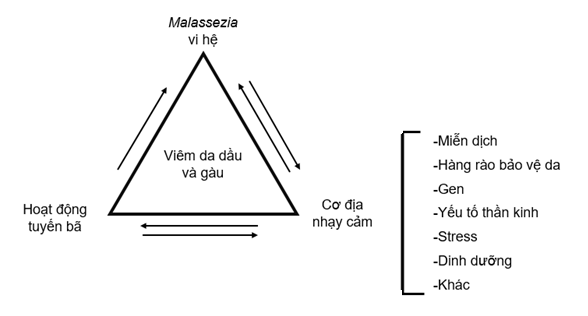 Malassezia
vi hệ
Viêm da dầu
và gàu
Hoạt động
tuyến bã
Cơ địa
nhạy cảm
-Miễn dịch
-Hàng rào bảo vệ da
-Gen
-Yếu tố thần kinh
-Stress
-Dinh dưỡng
-Khác